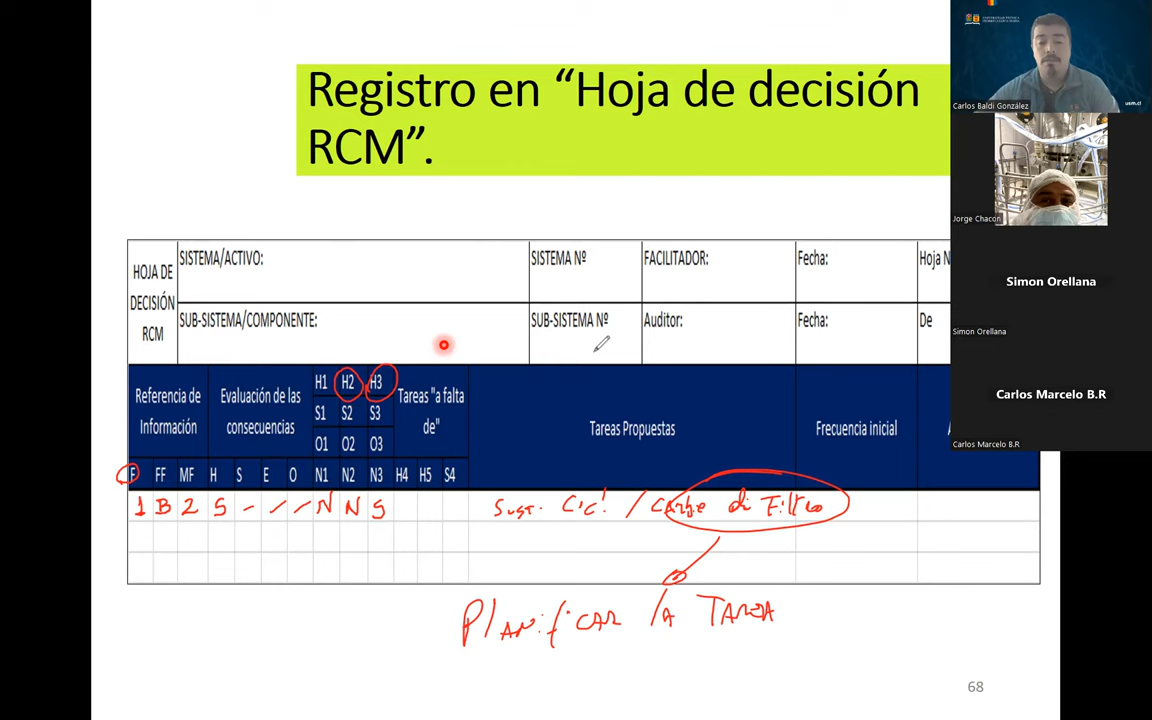 Registro en “Hoja de decisión
RCM”.
HOJA DE
DECISIÓN
RCM
SISTEMA/ACTIVO:
SISTEMA Nº
FACILITADOR:
Fecha:
Hoja N
SUB-SISTEMA/COMPONENTE:
SUB-SISTEMA Nº
Auditor:
Fecha:
De
Referencia de
Información
Evaluación de las
consecuencias
H1 H2 H3
S1 S2 S3
O1 O2 O3
Tareas "a falta
de"
Tareas Propuestas
Frecuencia inicial
F FF MF H S E O N1 N2 N3 H4 H5 S4
1 B 2 S - - - N N S
Sust. Cic! / de Filtro
Planificar la Tarea
68
Carlos Baldi González
usm.cl
Jorge Chacon
Simon Orellana
Simon Orellana
Carlos Marcelo B.R
Carlos Marcelo B.R